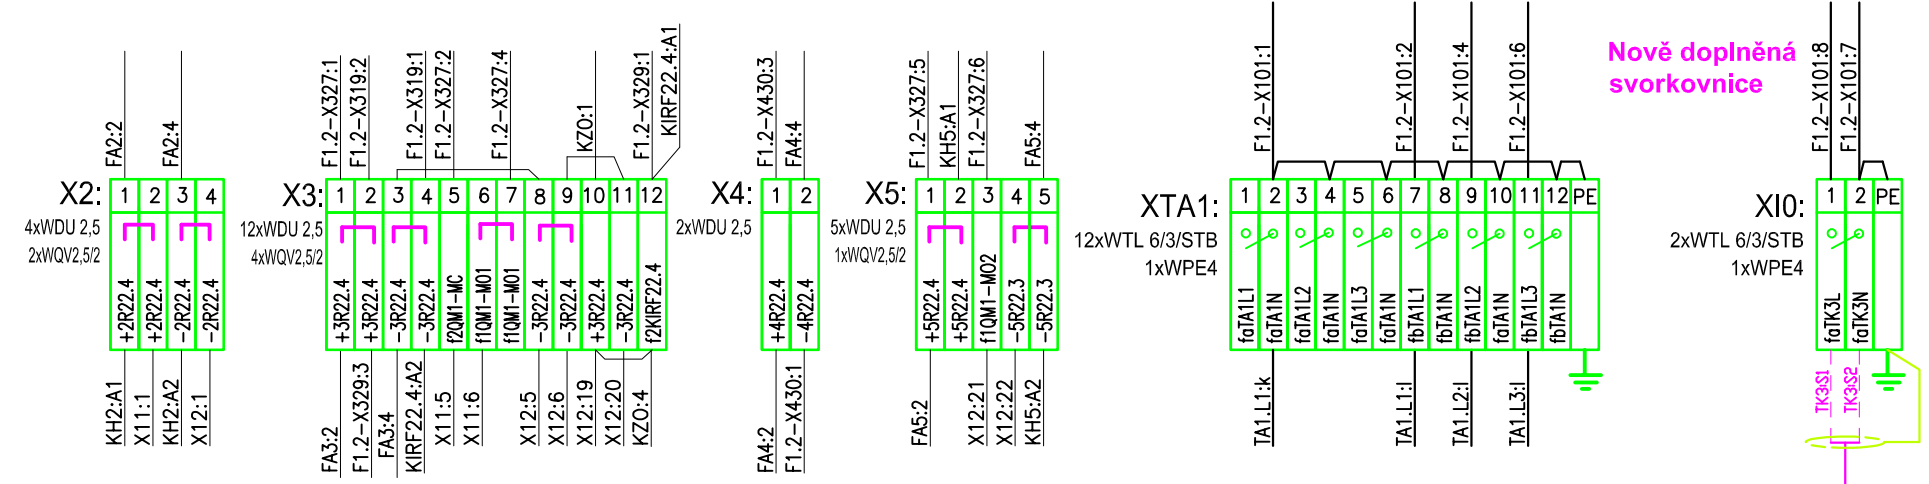 Nově doplněná
svorkovnice
X2:
4xWDU 2,5
2xWQV2,5/2
FA2:2
FA2:4
1 2 3 4
+2R22.4
+2R22.4
-2R22.4
-2R22.4
KH2:A1
X11:1
KH2:A2
X12:1
X3:
12xWDU 2,5
4xWQV2,5/2
F1.2-X327:1
F1.2-X319:2
F1.2-X319:1
F1.2-X327:2
F1.2-X327:4
KZ0:1
F1.2-X329:1
KIRF22.4:A1
1 2 3 4 5 6 7 8 9 10 11 12
+3R22.4
+3R22.4
-3R22.4
-3R22.4
f2QM1-MC
f1QM1-M01
f1QM1-M01
-3R22.4
-3R22.4
+3R22.4
-3R22.4
f2KIRF22.4
FA3:2
F1.2-X329:3
FA3:4
KIRF22.4:A2
X11:5
X11:6
X12:5
X12:6
X12:19
X12:20
KZ0:4
X4:
2xWDU 2,5
F1.2-X430:3
FA4:4
1 2
+4R22.4
-4R22.4
FA4:2
F1.2-X430:1
X5:
5xWDU 2,5
1xWQV2,5/2
F1.2-X327:5
KH5:A1
F1.2-X327:6
FA5:4
1 2 3 4 5
+5R22.4
+5R22.4
f1QM1-M02
-5R22.3
-5R22.3
FA5:2
X12:21
X12:22
KH5:A2
XTA1:
12xWTL 6/3/STB
1xWPE4
F1.2-X101:1
F1.2-X101:2
F1.2-X101:4
F1.2-X101:6
1 2 3 4 5 6 7 8 9 10 11 12 PE
faTA1L1
faTA1N
faTA1L2
faTA1N
faTA1L3
faTA1N
fbTA1L1
fbTA1N
fbTA1L2
faTA1N
fbTA1L3
fbTA1N
TA1.L1:k
TA1.L1:l
TA1.L2:l
TA1.L3:l
XI0:
2xWTL 6/3/STB
1xWPE4
F1.2-X101:8
F1.2-X101:7
1 2 PE
faTK3L
faTK3N
TK3:S1
TK3:S2